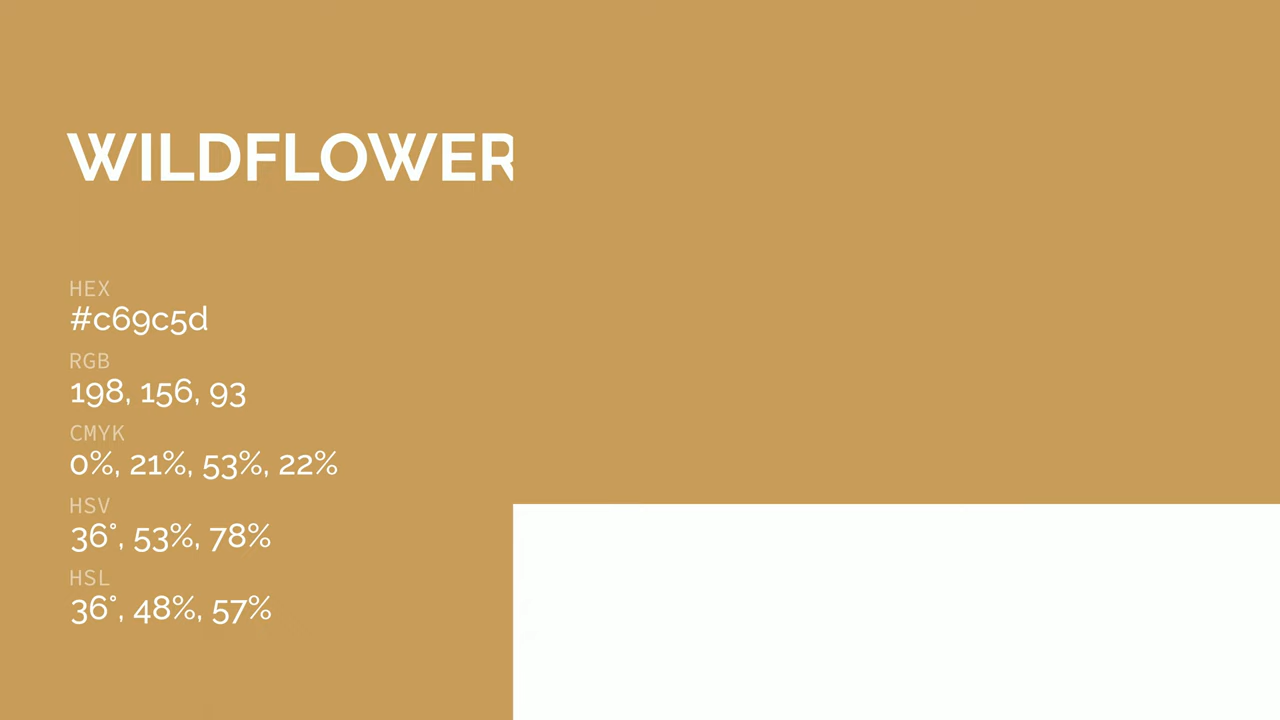 WILDFLOWER
HEX
#c69c5d
RGB
198, 156, 93
CMYK
0%, 21%, 53%, 22%
HSV
36°, 53%, 78%
HSL
36°, 48%, 57%